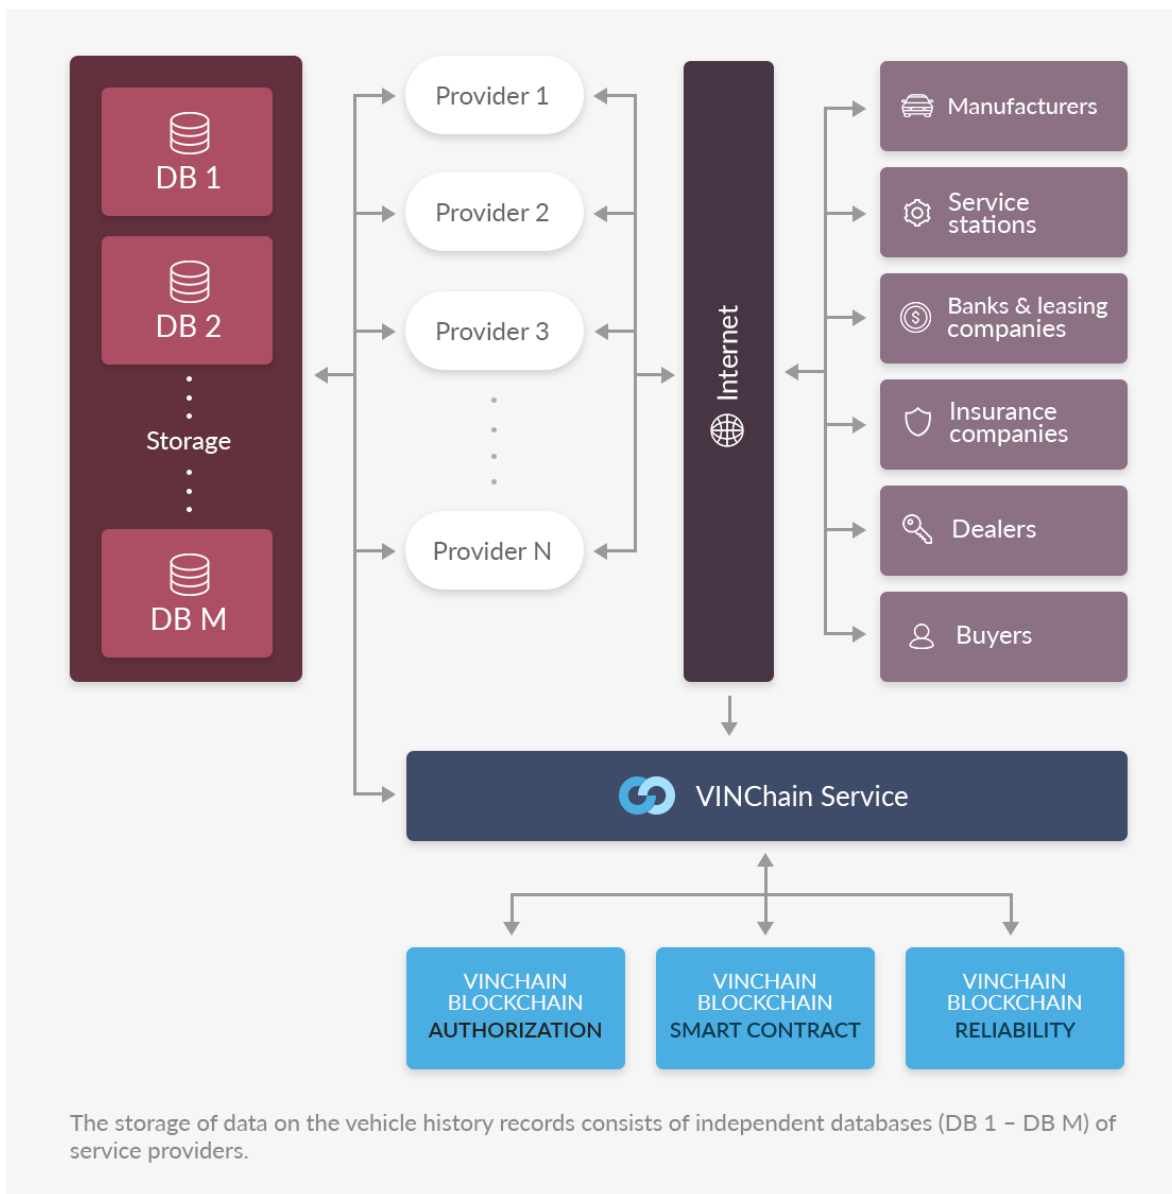 DB 1
DB 2
Storage
DB M
Provider 1
Provider 2
Provider 3
Provider N
Internet
Manufacturers
Service
stations
Banks & leasing
companies
Insurance
companies
Dealers
Buyers
VINChain Service
VINCHAIN
BLOCKCHAIN
AUTHORIZATION
VINCHAIN
BLOCKCHAIN
SMART CONTRACT
VINCHAIN
BLOCKCHAIN
RELIABILITY
The storage of data on the vehicle history records consists of independent databases (DB 1 – DB M) of
service providers.